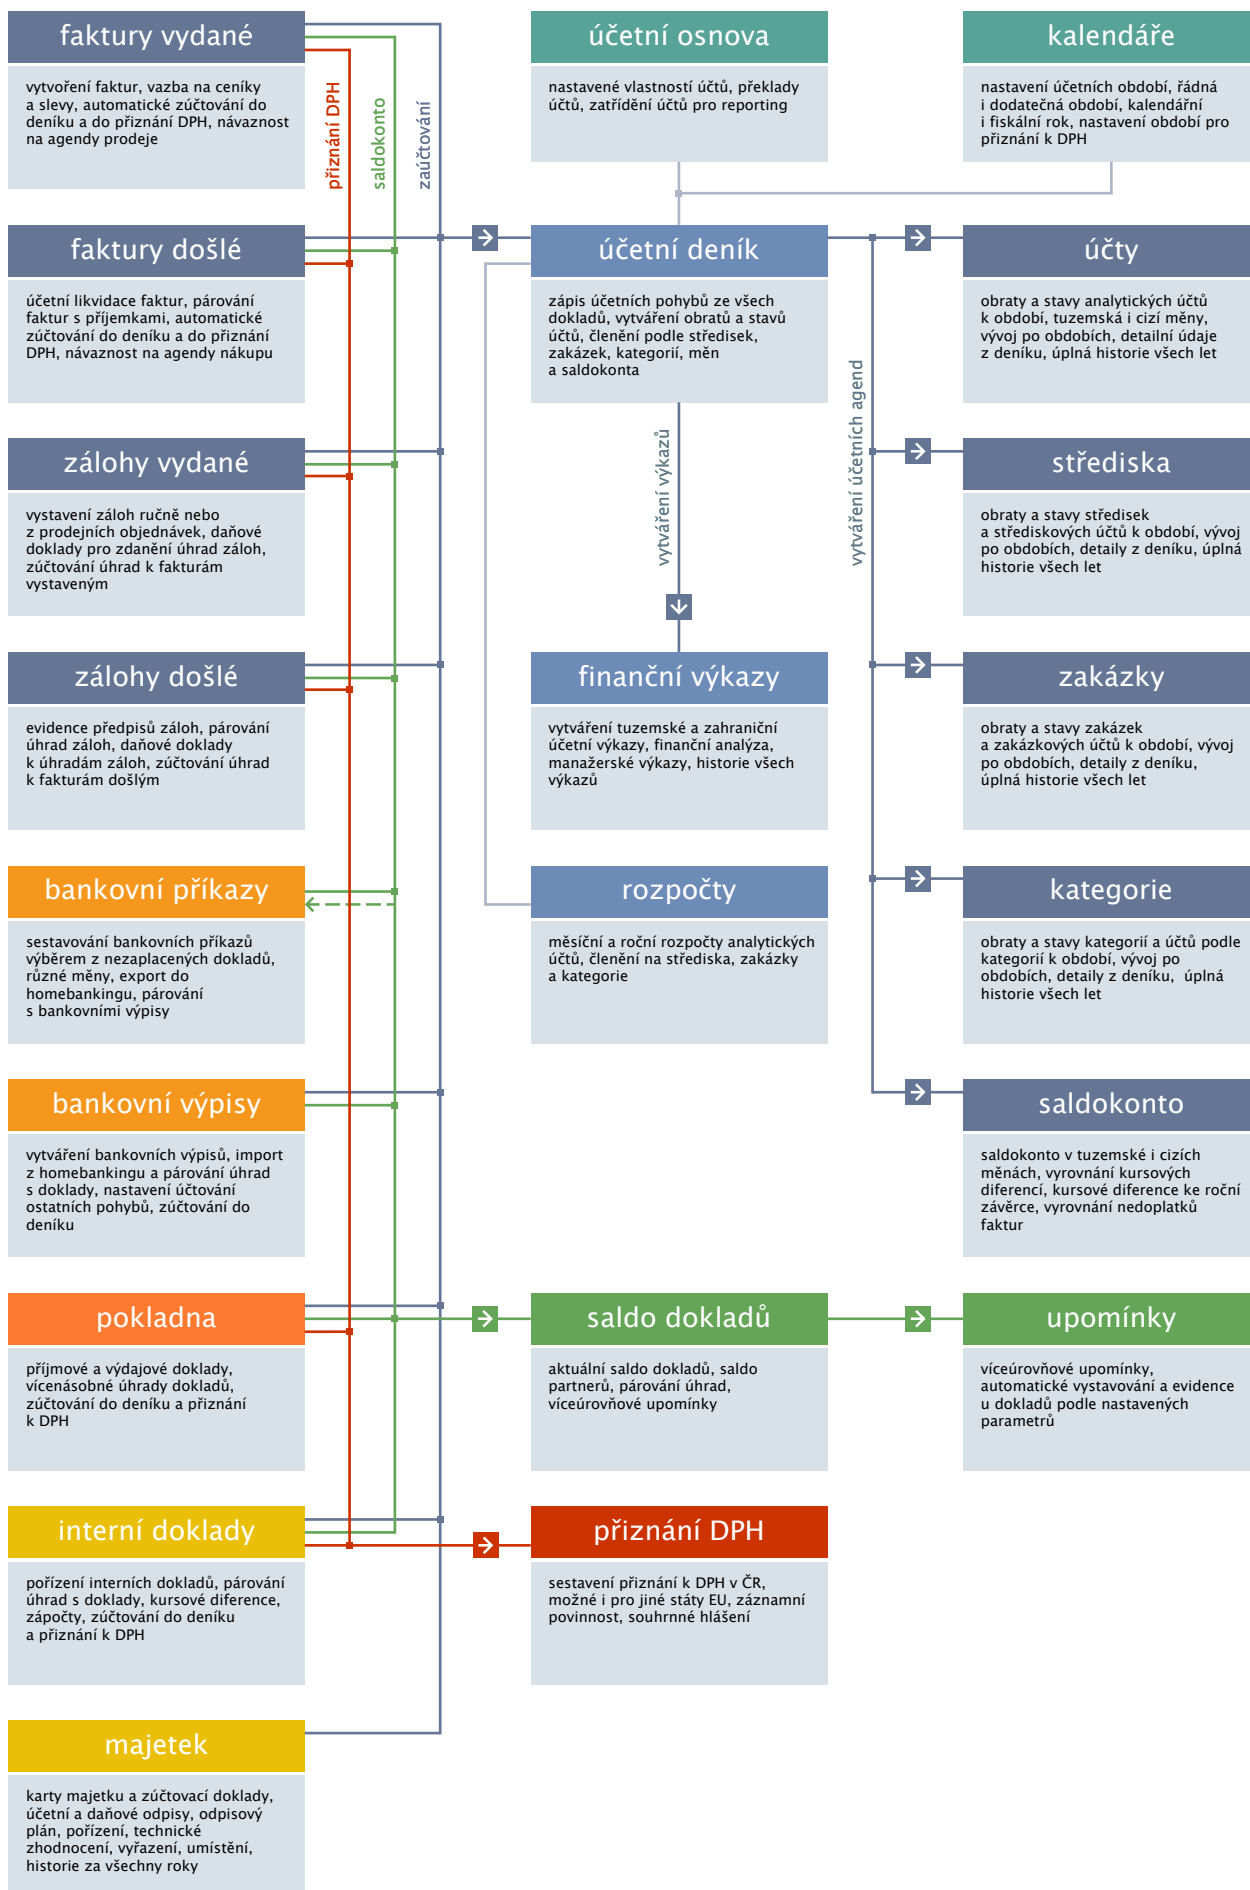 faktury vydané
vytvoření faktur, vazba na ceníky
a slevy, automatické zúčtování do
deníku a do přiznání DPH, návaznost
na agendy prodeje
přiznání DPH
saldokonto
zaúčtování
účetní osnova
nastavené vlastností účtů, překlady
účtů, zatřídění účtů pro reporting
kalendáře
nastavení účetních období, řádná
i dodatečná období, kalendářní
i fiskální rok, nastavení období pro
přiznání k DPH
faktury došlé
účetní likvidace faktur, párování
faktur s příjemkami, automatické
zúčtování do deníku a do přiznání
DPH, návaznost na agendy nákupu
účetní deník
zápis účetních pohybů ze všech
dokladů, vytváření obratů a stavů
účtů, členění podle středisek,
zakázek, kategorií, měn
a saldokonta
účty
obraty a stavy analytických účtů
k období, tuzemská i cizí měny,
vývoj po obdobích, detailní údaje
z deníku, úplná historie všech let
vytváření výkazů
vytváření účetních agend
zálohy vydané
vystavení záloh ručně nebo
z prodejních objednávek, daňové
doklady pro zdanění úhrad záloh,
zúčtování úhrad k fakturám
vystaveným
střediska
obraty a stavy středisek
a střediskových účtů k období, vývoj
po obdobích, detaily z deníku, úplná
historie všech let
zálohy došlé
evidence předpisů záloh, párování
úhrad záloh, daňové doklady
k úhradám záloh, zúčtování úhrad
k fakturám došlým
finanční výkazy
vytváření tuzemské a zahraniční
účetní výkazy, finanční analýza,
manažerské výkazy, historie všech
výkazů
zakázky
obraty a stavy zakázek
a zakázkových účtů k období, vývoj
po obdobích, detaily z deníku,
úplná historie všech let
bankovní příkazy
sestavování bankovních příkazů
výběrem z nezaplacených dokladů,
různé měny, export do
homebankingu, párování
s bankovními výpisy
rozpočty
měsíční a roční rozpočty analytických
účtů, členění na střediska, zakázky
a kategorie
kategorie
obraty a stavy kategorií a účtů podle
kategorií k období, vývoj po
obdobích, detaily z deníku,  úplná
historie všech let
bankovní výpisy
vytváření bankovních výpisů, import
z homebankingu a párování úhrad
s doklady, nastavení účtování
ostatních pohybů, zúčtování do
deníku
saldokonto
saldokonto v tuzemské i cizích
měnách, vyrovnání kursových
diferencí, kursové diference ke roční
závěrce, vyrovnání nedoplatků
faktur
pokladna
příjmové a výdajové doklady,
vícenásobné úhrady dokladů,
zúčtování do deníku a přiznání
k DPH
saldo dokladů
aktuální saldo dokladů, saldo
partnerů, párování úhrad,
víceúrovňové upomínky
upomínky
víceúrovňové upomínky,
automatické vystavování a evidence
u dokladů podle nastavených
parametrů
interní doklady
pořízení interních dokladů, párování
úhrad s doklady, kursové diference,
zápočty, zúčtování do deníku
a přiznání k DPH
přiznání DPH
sestavení přiznání k DPH v ČR,
možné i pro jiné státy EU, záznamní
povinnost, souhrnné hlášení
majetek
karty majetku a zúčtovací doklady,
účetní a daňové odpisy, odpisový
plán, pořízení, technické
zhodnocení, vyřazení, umístění,
historie za všechny roky